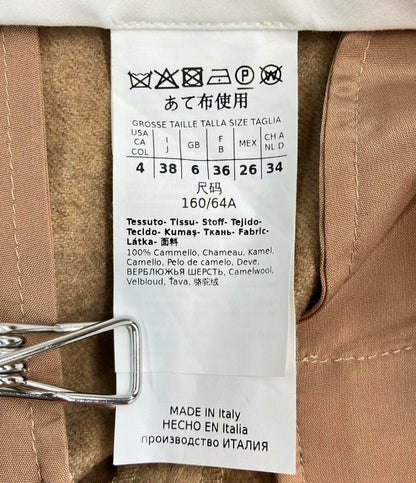 P W
あて布使用
GROSSE TAILLE TALLA SIZE TAGLIA
USA CA COL I J GB F B MEX CH A NL D
4 38 6 36 26 34
尺码
160/64A
Tessuto- Tissu- Stoff- Tejido-
Tecido- Kumaş- Ткань- Fabric-
Látka- 面料
100% Cammello, Chameau, Kamel,
Camello, Pelo de camelo, Deve,
ВЕРБЛЮЖЬЯ ШЕРСТЬ, Camelwool,
Velbloud, Ťava, 骆驼绒
MADE IN Italy
HECHO EN Italia
производство ИТАЛИЯ